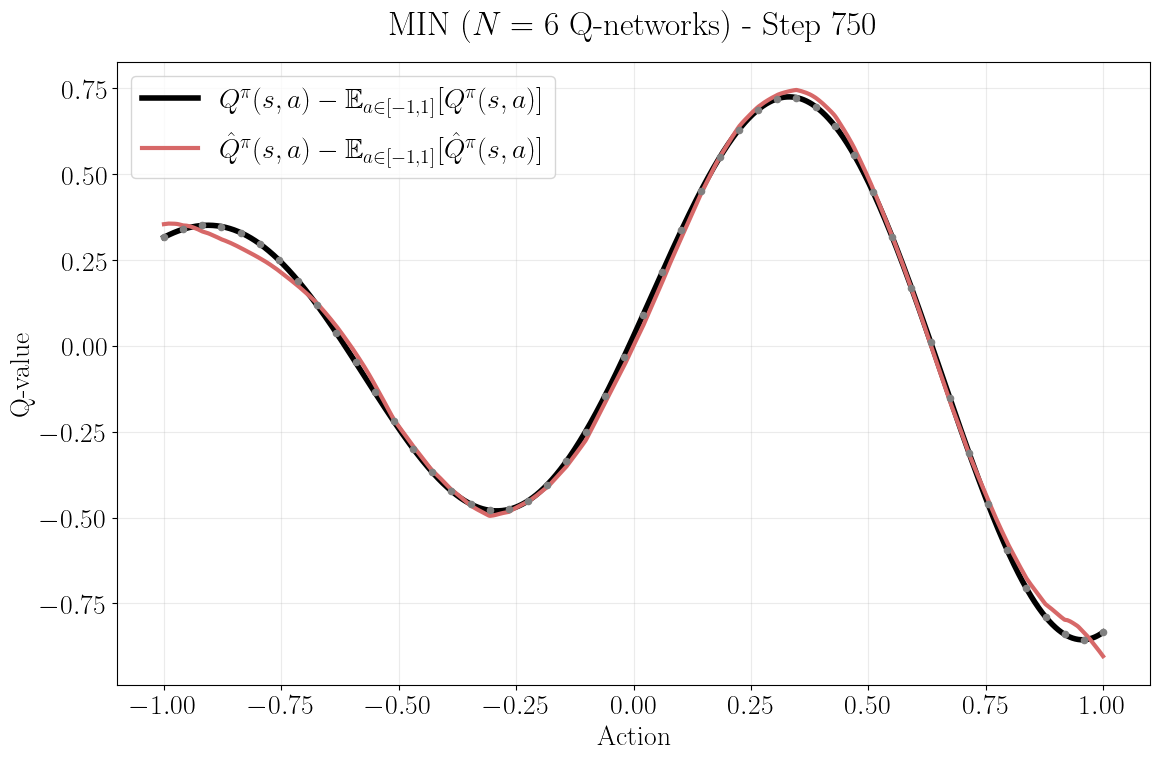 MIN (N = 6 Q-networks) - Step 750
Q^π(s, a) − 𝔼_{a∈[−1,1]}[Q^π(s, a)]
Q̂^π(s, a) − 𝔼_{a∈[−1,1]}[Q̂^π(s, a)]
0.75
0.50
0.25
0.00
−0.25
−0.50
−0.75
Q-value
−1.00 −0.75 −0.50 −0.25 0.00 0.25 0.50 0.75 1.00
Action